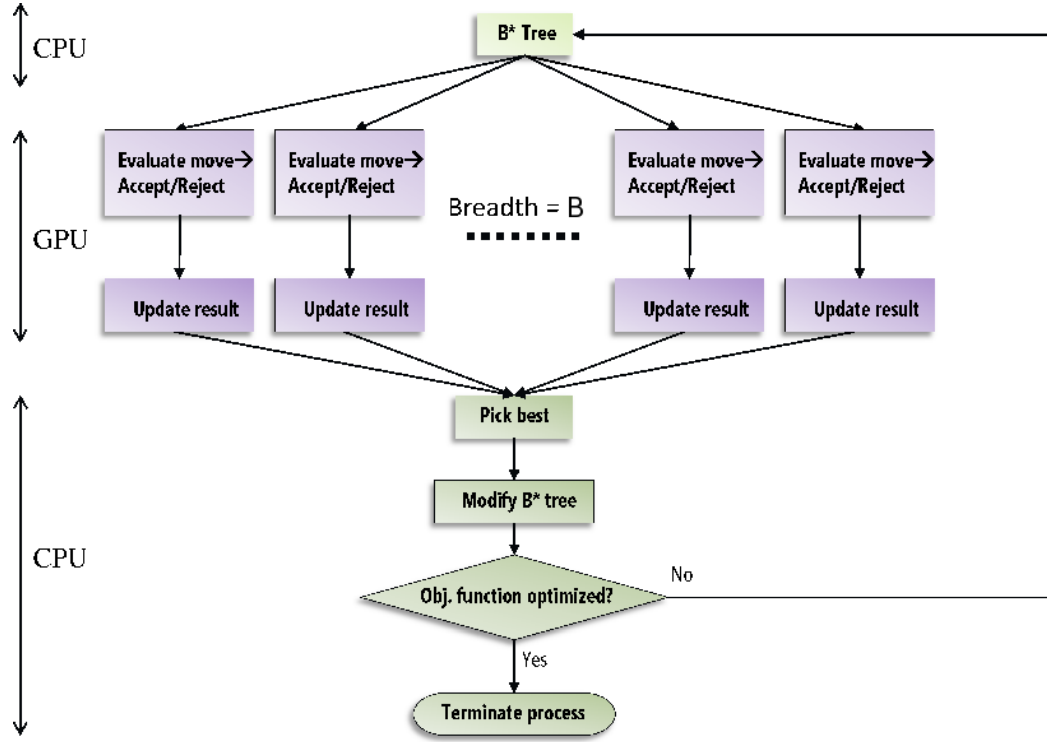 CPU
B* Tree
Evaluate move→
Accept/Reject
Evaluate move→
Accept/Reject
Evaluate move→
Accept/Reject
Evaluate move→
Accept/Reject
GPU
Breadth = B
Update result
Update result
Update result
Update result
Pick best
Modify B* tree
CPU
Obj. function optimized?
No
Yes
Terminate process